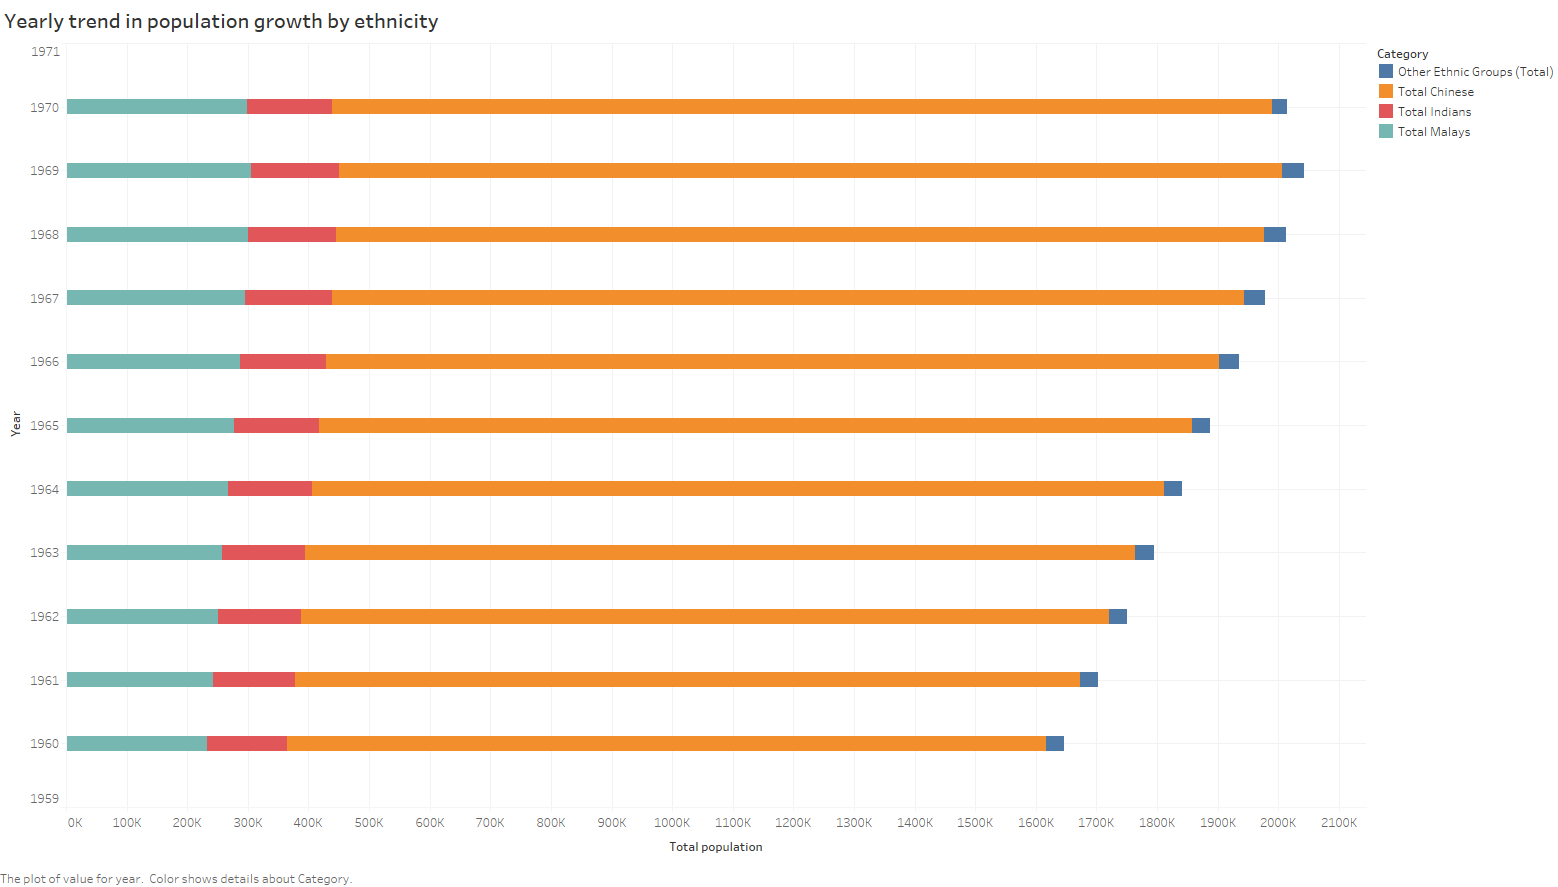 Yearly trend in population growth by ethnicity
Category
Other Ethnic Groups (Total)
Total Chinese
Total Indians
Total Malays
Year
1971
1970
1969
1968
1967
1966
1965
1964
1963
1962
1961
1960
1959
0K 100K 200K 300K 400K 500K 600K 700K 800K 900K 1000K 1100K 1200K 1300K 1400K 1500K 1600K 1700K 1800K 1900K 2000K 2100K
Total population
The plot of value for year.  Color shows details about Category.